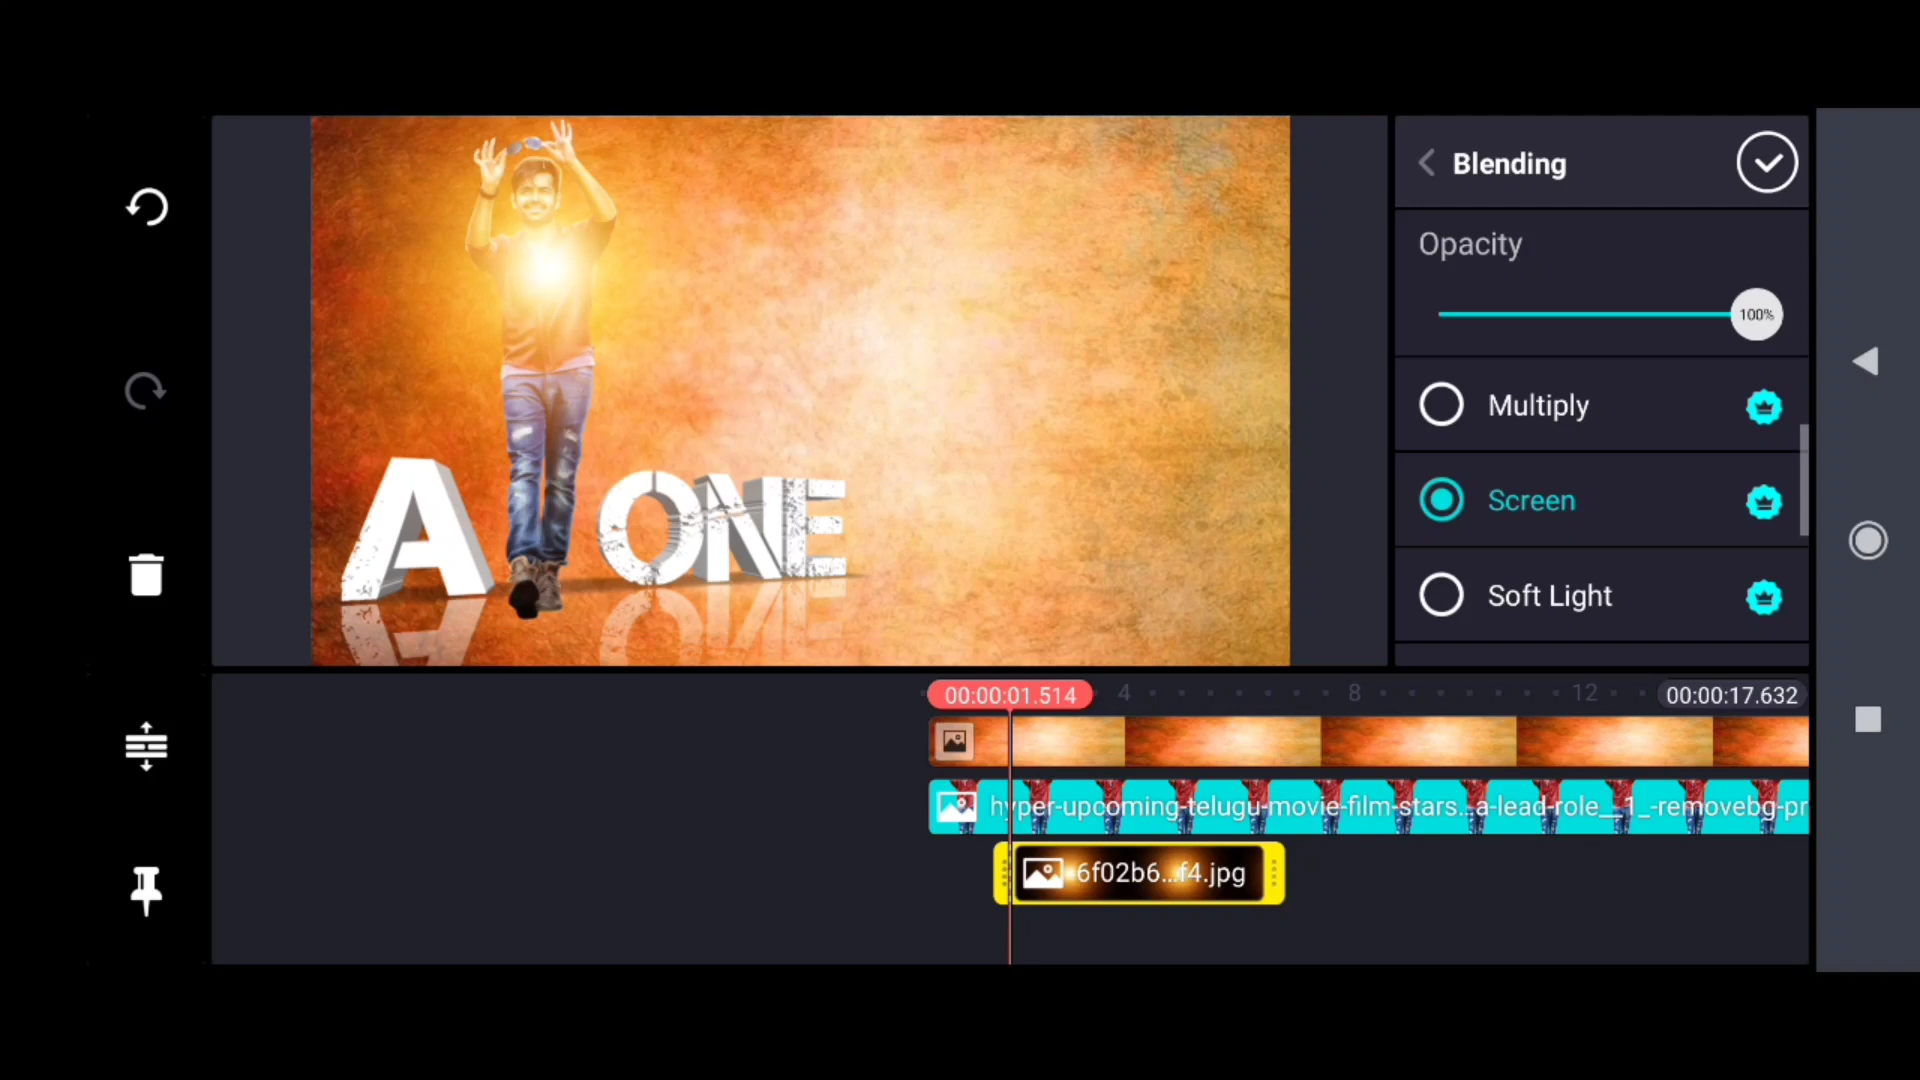 Blending
Opacity
100%
Multiply
Screen
Soft Light
A ONE
00:00:01.514
4
8
12
00:00:17.632
hyper-upcoming-telugu-movie-film-stars...a-lead-role__1_-removebg-pr
6f02b6...f4.jpg